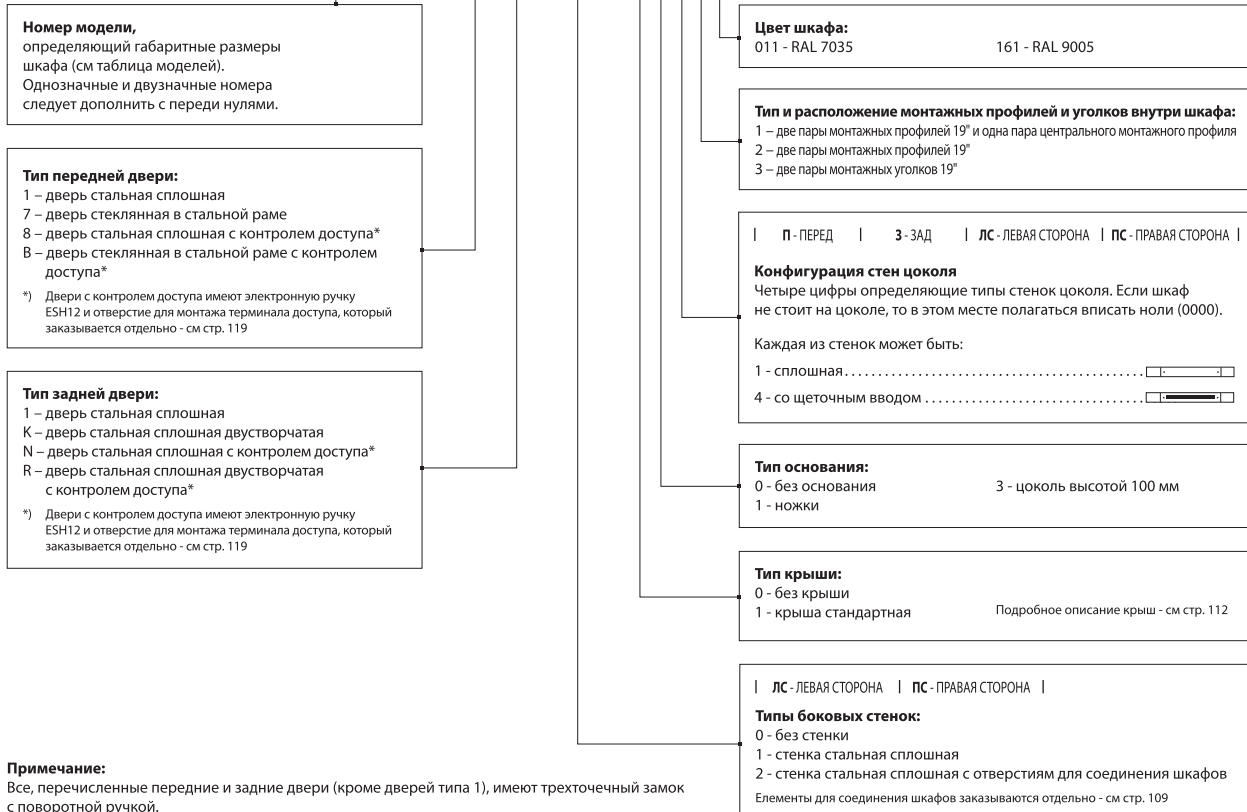 Номер модели,
определяющий габаритные размеры
шкафа (см таблица моделей).
Однозначные и двузначные номера
следует дополнить с переди нулями.
Тип передней двери:
1 – дверь стальная сплошная
7 – дверь стеклянная в стальной раме
8 – дверь стальная сплошная с контролем доступа*
B – дверь стеклянная в стальной раме с контролем
доступа*
*) Двери с контролем доступа имеют электронную ручку
ESH12 и отверстие для монтажа терминала доступа, который
заказывается отдельно - см стр. 119
Тип задней двери:
1 – дверь стальная сплошная
K – дверь стальная сплошная двустворчатая
N – дверь стальная сплошная с контролем доступа*
R – дверь стальная сплошная двустворчатая
с контролем доступа*
*) Двери с контролем доступа имеют электронную ручку
ESH12 и отверстие для монтажа терминала доступа, который
заказывается отдельно - см стр. 119
Примечание:
Все, перечисленные передние и задние двери (кроме дверей типа 1), имеют трехточечный замок
с поворотной ручкой.
Цвет шкафа:
011 - RAL 7035 161 - RAL 9005
Тип и расположение монтажных профилей и уголков внутри шкафа:
1 – две пары монтажных профилей 19" и одна пара центрального монтажного профиля
2 – две пары монтажных профилей 19"
3 – две пары монтажных уголков 19"
| П - ПЕРЕД | З - ЗАД | ЛС - ЛЕВАЯ СТОРОНА | ПС - ПРАВАЯ СТОРОНА |
Конфигурация стен цоколя
Четыре цифры определяющие типы стенок цоколя. Если шкаф
не стоит на цоколе, то в этом месте полагаться вписать ноли (0000).
Каждая из стенок может быть:
1 - сплошная
4 - со щеточным вводом
Тип основания:
0 - без основания 3 - цоколь высотой 100 мм
1 - ножки
Тип крыши:
0 - без крыши
1 - крыша стандартная Подробное описание крыш - см стр. 112
| ЛС - ЛЕВАЯ СТОРОНА | ПС - ПРАВАЯ СТОРОНА |
Типы боковых стенок:
0 - без стенки
1 - стенка стальная сплошная
2 - стенка стальная сплошная с отверстиям для соединения шкафов
Елементы для соединения шкафов заказываются отдельно - см стр. 109